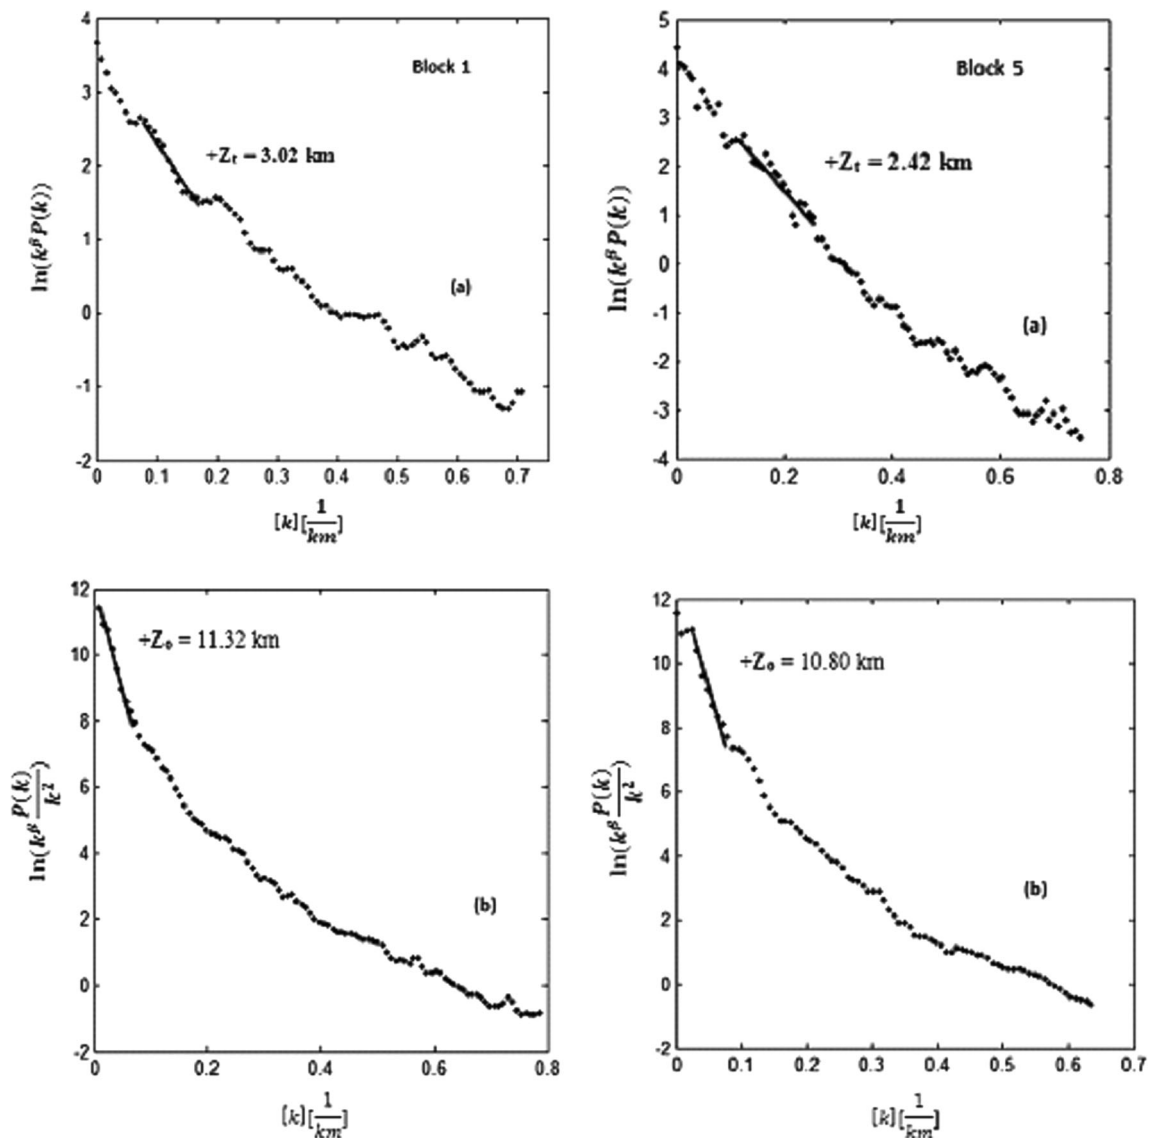 4
3
2
1
0
-1
-2
ln(k^β P(k))
Block 1
+Zt = 3.02 km
(a)
0 0.1 0.2 0.3 0.4 0.5 0.6 0.7
[k][1/km]
5
4
3
2
1
0
-1
-2
-3
-4
ln(k^β P(k))
Block 5
+Zt = 2.42 km
(a)
0 0.2 0.4 0.6 0.8
[k][1/km]
12
10
8
6
4
2
0
-2
ln(k^β P(k)/k^2)
+Zo = 11.32 km
(b)
0 0.2 0.4 0.6 0.8
[k][1/km]
12
10
8
6
4
2
0
-2
ln(k^β P(k)/k^2)
+Zo = 10.80 km
(b)
0 0.1 0.2 0.3 0.4 0.5 0.6 0.7
[k][1/km]